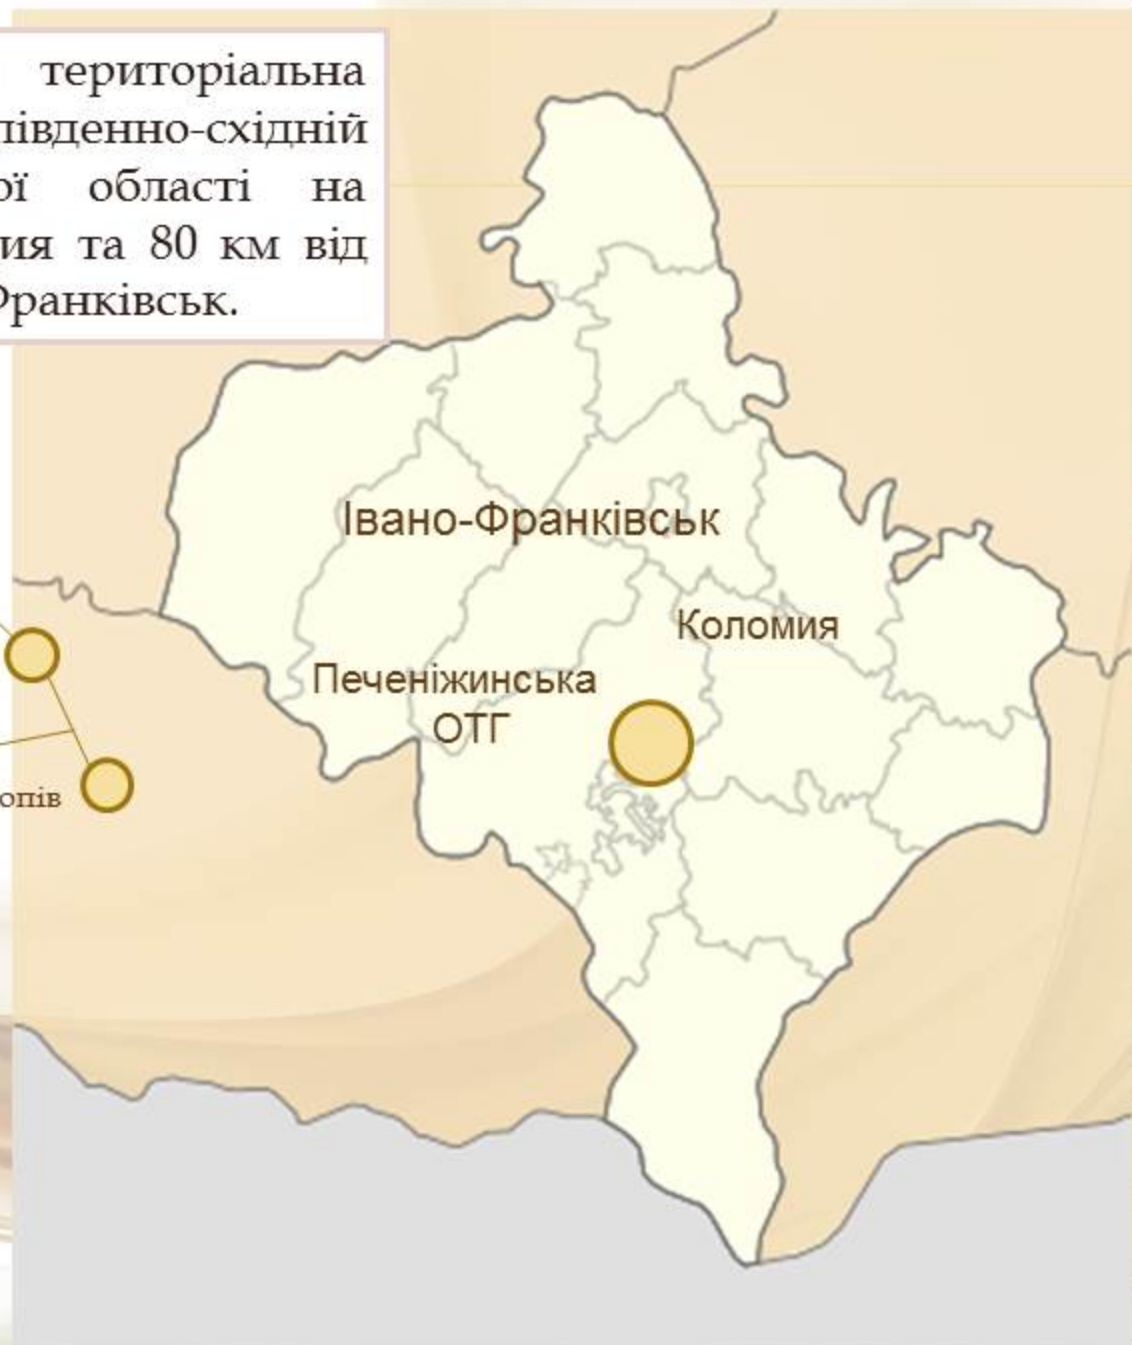 територіальна
південно-східній
ої області на
ия та 80 км від
Франківськ.
Івано-Франківськ
Коломия
Печеніжинська
ОТГ
опів